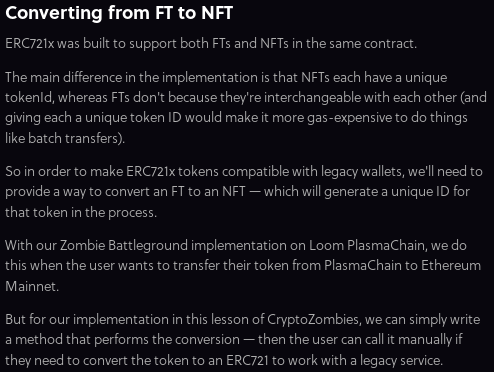 Converting from FT to NFT
ERC721x was built to support both FTs and NFTs in the same contract.
The main difference in the implementation is that NFTs each have a unique
tokenId, whereas FTs don't because they're interchangeable with each other (and
giving each a unique token ID would make it more gas-expensive to do things
like batch transfers).
So in order to make ERC721x tokens compatible with legacy wallets, we'll need to
provide a way to convert an FT to an NFT — which will generate a unique ID for
that token in the process.
With our Zombie Battleground implementation on Loom PlasmaChain, we do
this when the user wants to transfer their token from PlasmaChain to Ethereum
Mainnet.
But for our implementation in this lesson of CryptoZombies, we can simply write
a method that performs the conversion — then the user can call it manually if
they need to convert the token to an ERC721 to work with a legacy service.